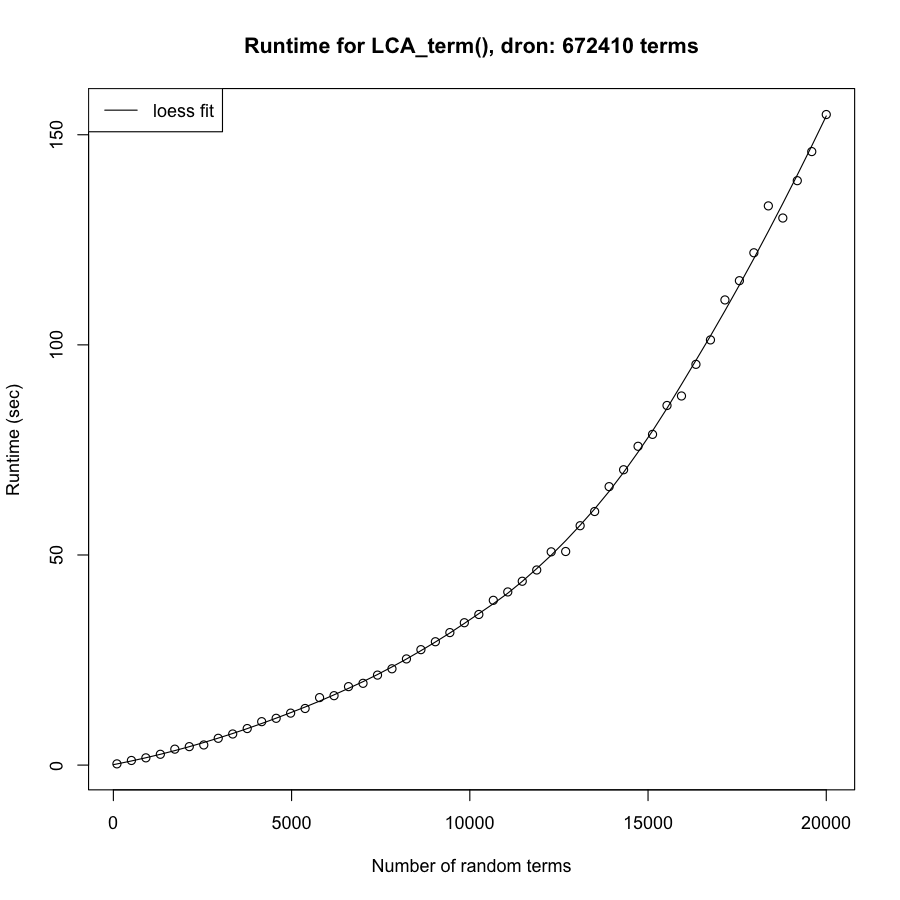 Runtime for LCA_term(), dron: 672410 terms
loess fit
150
100
50
0
Runtime (sec)
0 5000 10000 15000 20000
Number of random terms